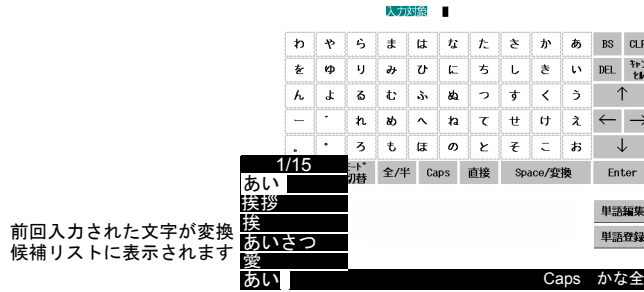 入力対象
わ や ら ま は な た さ か あ BS CLR
を ゆ り み ひ に ち し き い DEL
ん よ る む ふ ぬ つ す く う ↑
ー ゛ れ め へ ね て せ け え ← →
。 ゜ ろ も ほ の と そ こ お ↓
切替 全/半 Caps 直接 Space/変換 Enter
1/15
あい
挨拶
挨
あいさつ
愛
あい
単語編集
単語登録
前回入力された文字が変換
候補リストに表示されます
Caps かな全